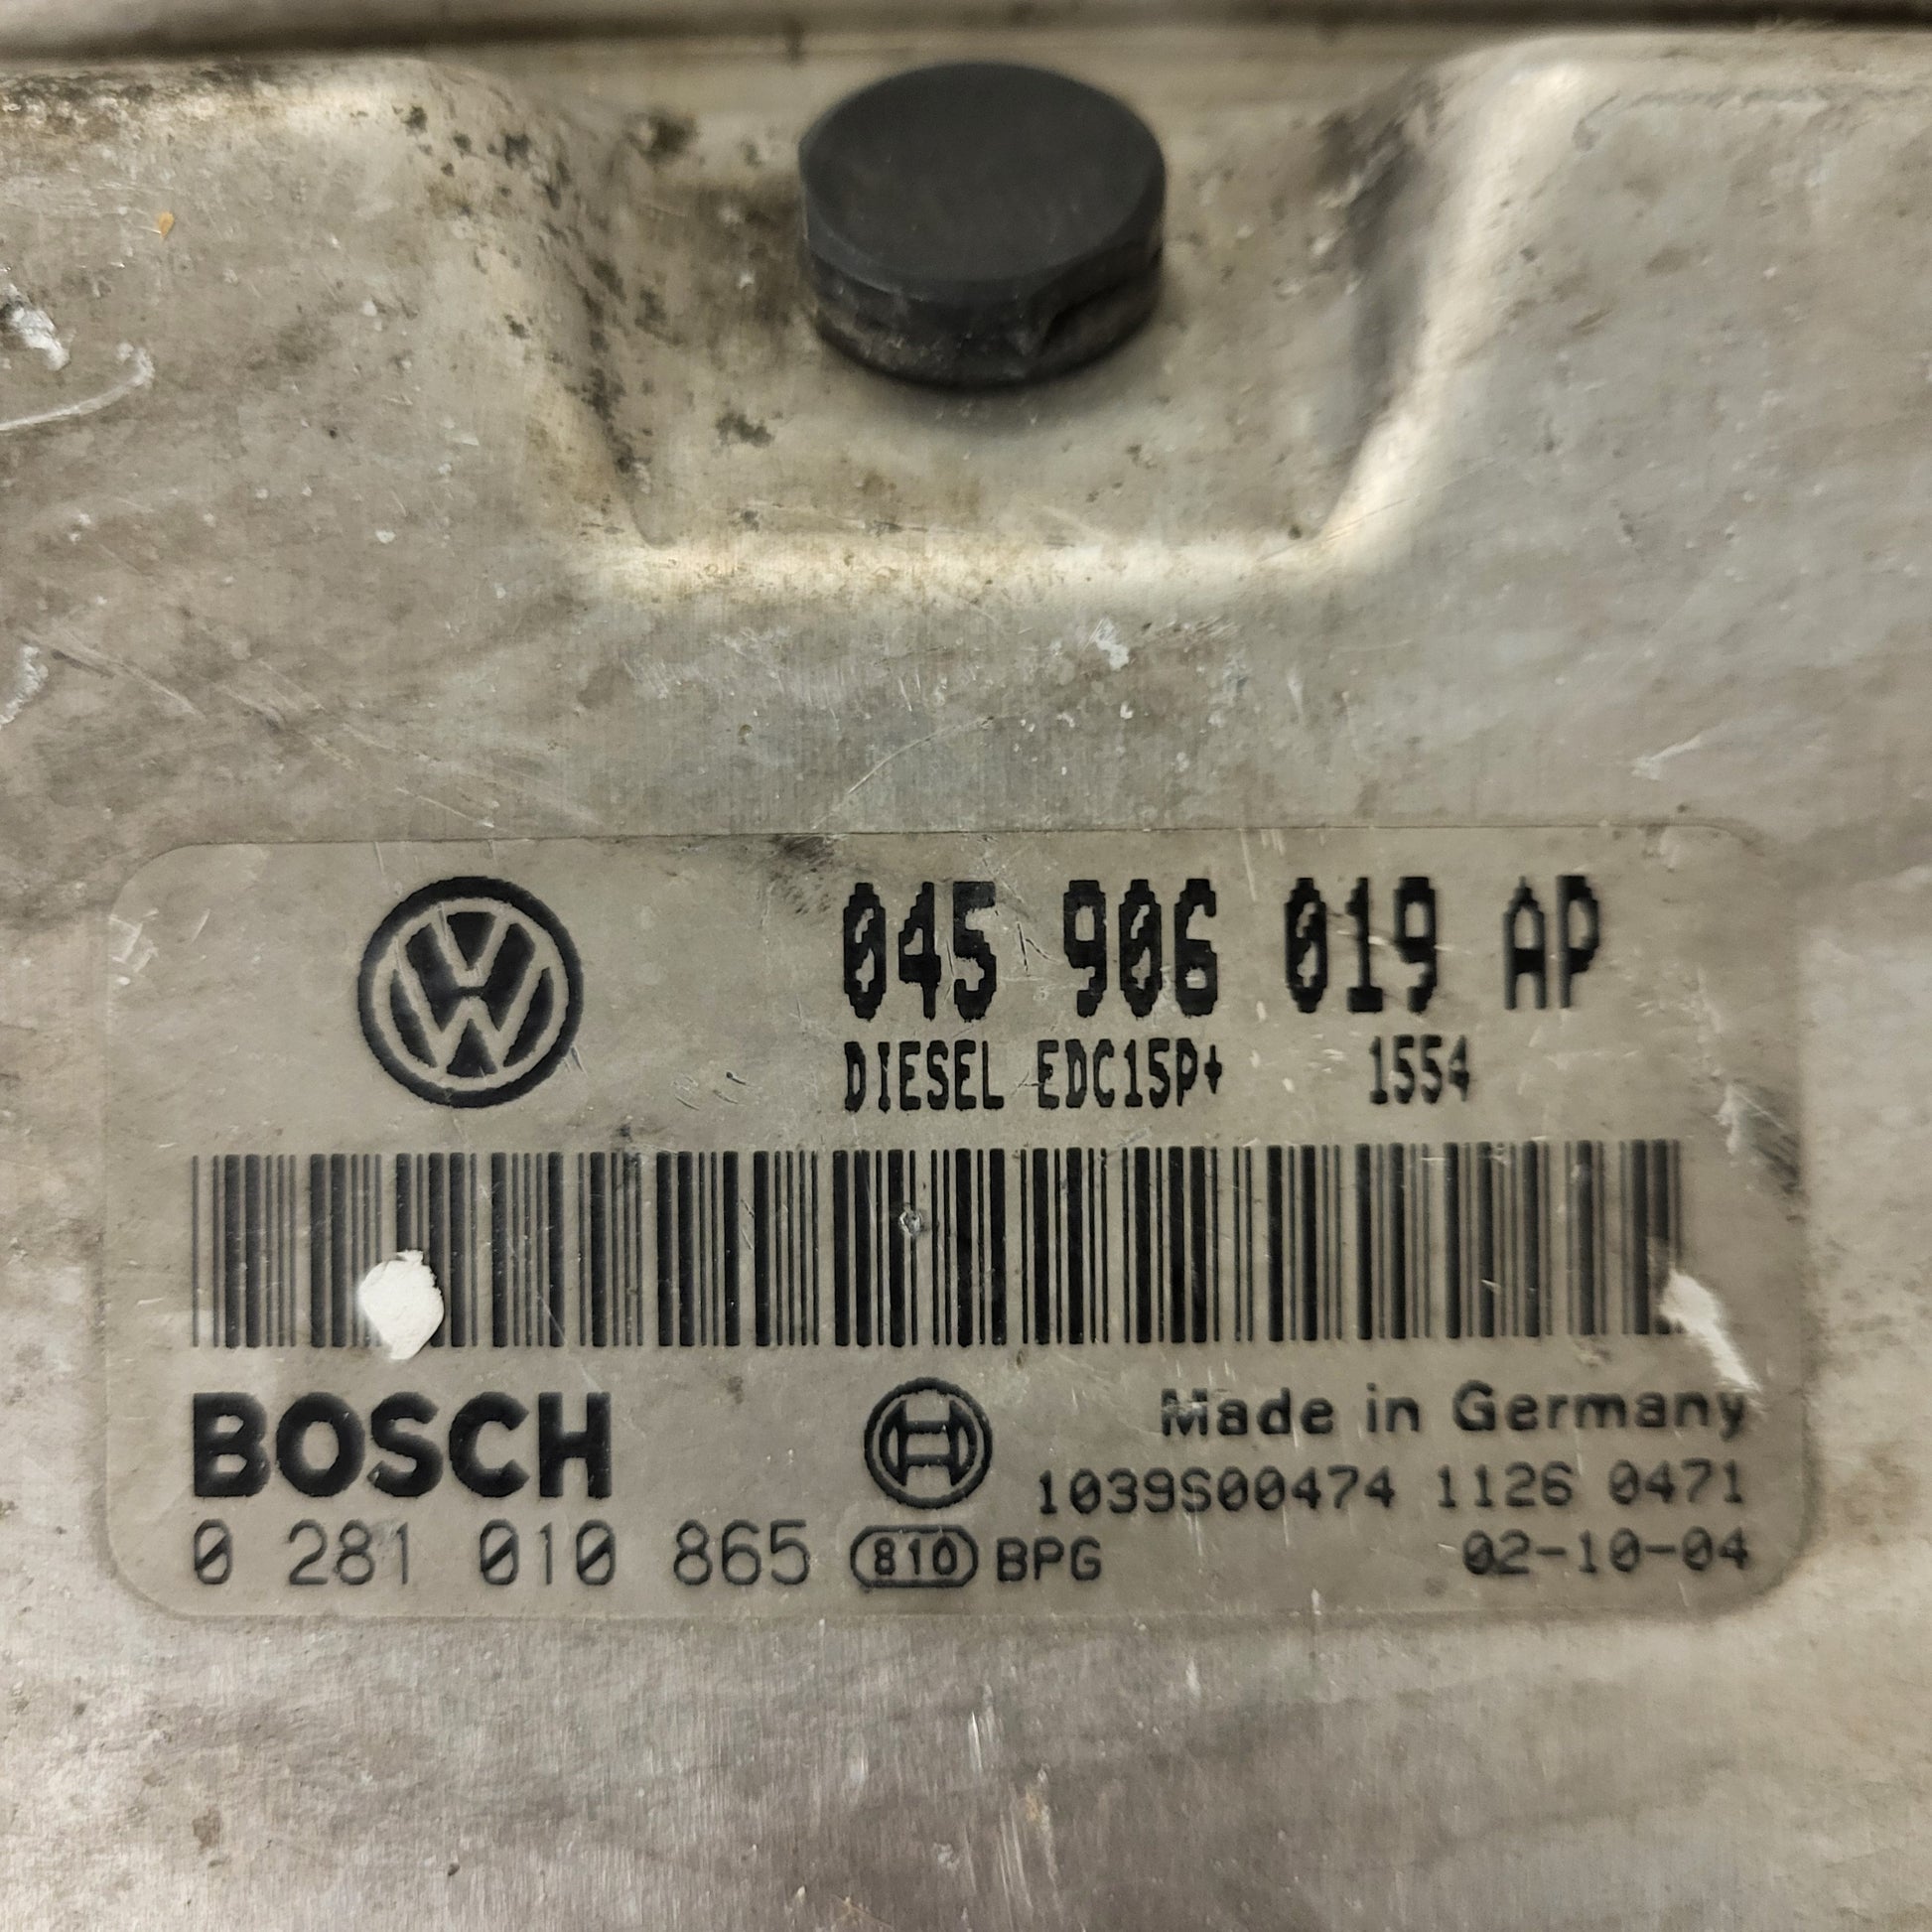 045 906 019 AP
DIESEL EDC15P+ 1554
BOSCH
Made in Germany
1039S00474 1126 0471
0 281 010 865 810 BPG 02-10-04